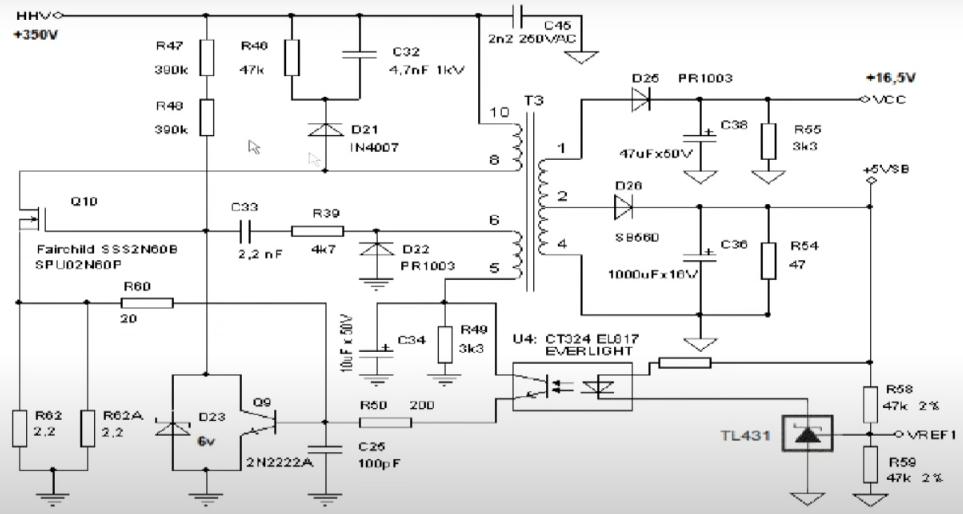 HHV
+350V
R47
390k
R46
47k
C32
4,7nF 1kV
C45
2n2 250VAC
R48
390k
D21
IN4007
10
8
T3
1
D25 PR1003
+16,5V
VCC
C38
47uFx50V
R55
3k3
+5VSB
Q10
Fairchild SSS2N60B
SPU02N60P
C33
2,2 nF
R39
4k7
6
5
D22
PR1003
2
4
D26
SB560
C36
1000uFx16V
R54
47
R60
20
10uF x 50V
C34
R49
3k3
U4: CT324 EL817
EVERLIGHT
R62
2,2
R62A
2,2
D23
6v
Q9
2N2222A
R50 200
C25
100pF
TL431
R58
47k 2%
VREF1
R59
47k 2%